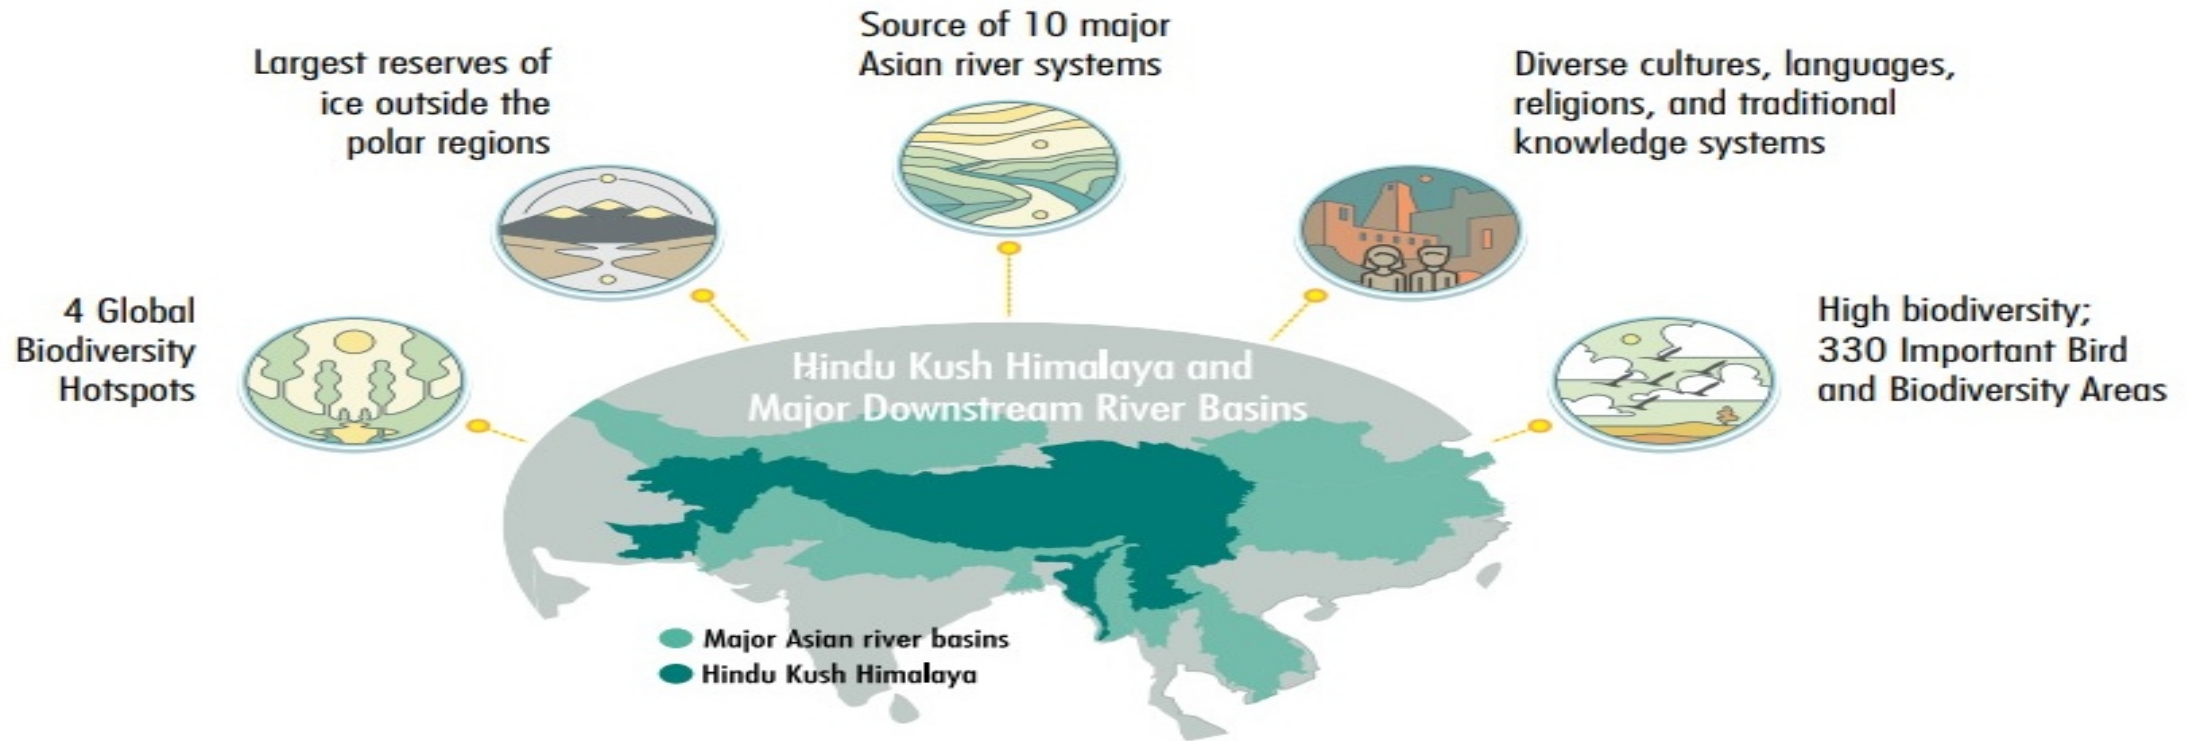 Source of 10 major
Asian river systems
Largest reserves of
ice outside the
polar regions
Diverse cultures, languages,
religions, and traditional
knowledge systems
4 Global
Biodiversity
Hotspots
High biodiversity;
330 Important Bird
and Biodiversity Areas
Hindu Kush Himalaya and
Major Downstream River Basins
Major Asian river basins
Hindu Kush Himalaya